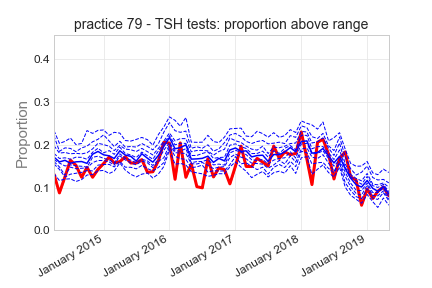 practice 79 - TSH tests: proportion above range
Proportion
0.4
0.3
0.2
0.1
0.0
January 2015
January 2016
January 2017
January 2018
January 2019